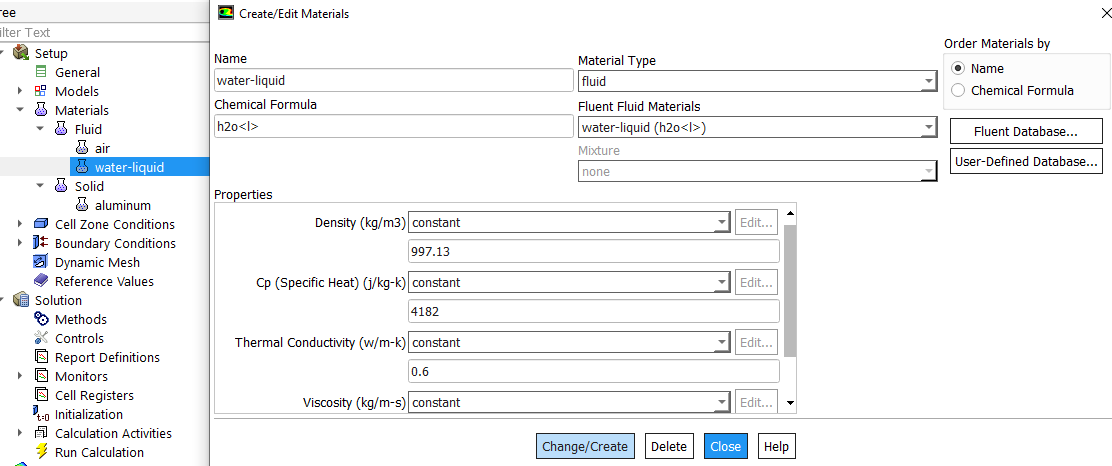 ree
ilter Text
Setup
General
Models
Materials
Fluid
air
water-liquid
Solid
aluminum
Cell Zone Conditions
Boundary Conditions
Dynamic Mesh
Reference Values
Solution
Methods
Controls
Report Definitions
Monitors
Cell Registers
t=0 Initialization
Calculation Activities
Run Calculation
Create/Edit Materials
Name
water-liquid
Chemical Formula
h2o<l>
Material Type
fluid
Fluent Fluid Materials
water-liquid (h2o<l>)
Mixture
none
Order Materials by
Name
Chemical Formula
Fluent Database...
User-Defined Database...
Properties
Density (kg/m3) constant Edit...
997.13
Cp (Specific Heat) (j/kg-k) constant Edit...
4182
Thermal Conductivity (w/m-k) constant Edit...
0.6
Viscosity (kg/m-s) constant Edit...
Change/Create Delete Close Help